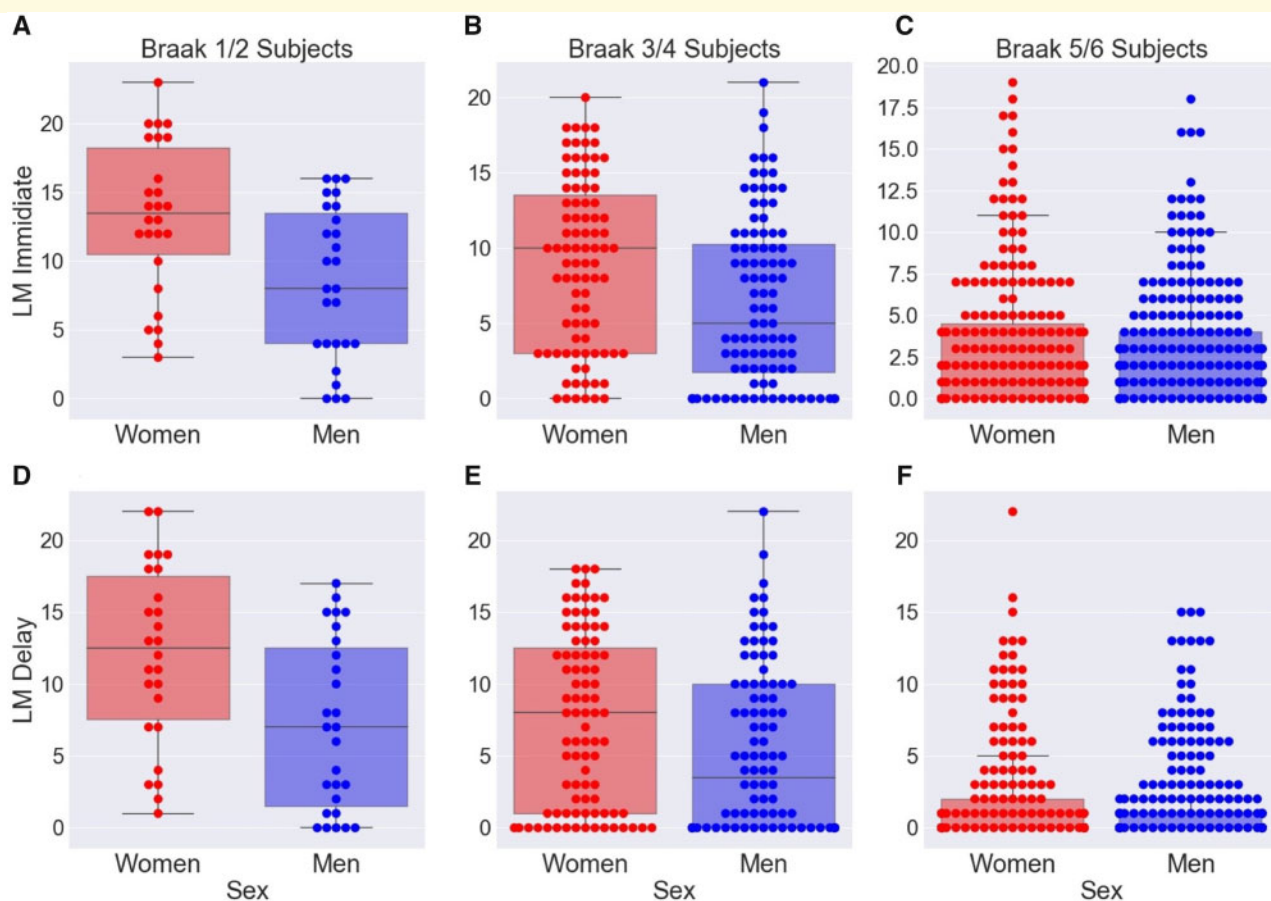 A
Braak 1/2 Subjects
B
Braak 3/4 Subjects
C
Braak 5/6 Subjects
LM Immidiate
20
15
10
5
0
Women
Men
20
15
10
5
0
Women
Men
20.0
17.5
15.0
12.5
10.0
7.5
5.0
2.5
0.0
Women
Men
D
E
F
LM Delay
20
15
10
5
0
Women
Men
Sex
20
15
10
5
0
Women
Men
Sex
20
15
10
5
0
Women
Men
Sex